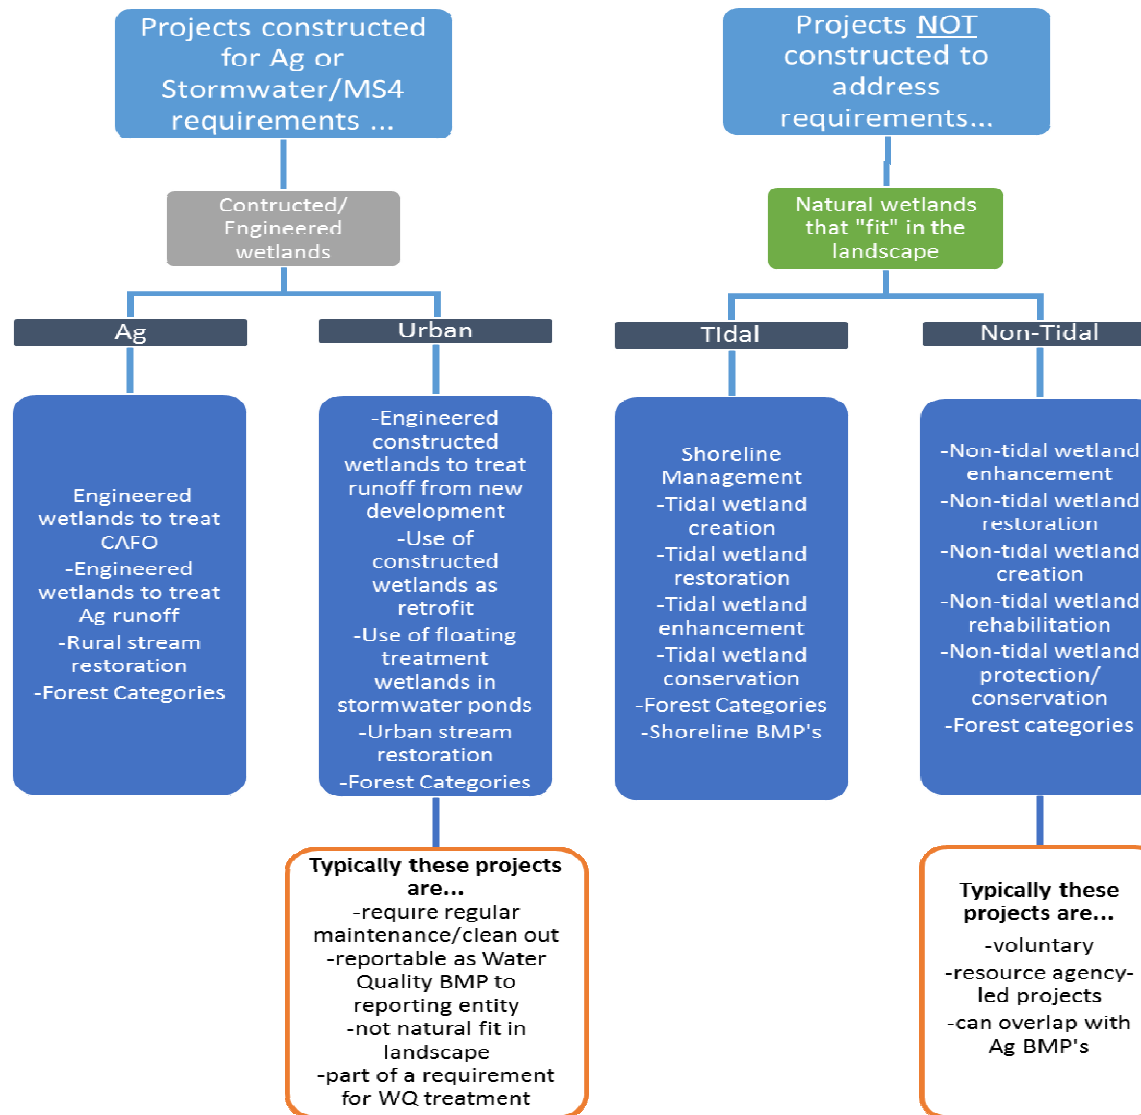 Projects constructed
for Ag or
Stormwater/MS4
requirements ...
Contructed/
Engineered
wetlands
Ag
Urban
Engineered
wetlands to treat
CAFO
-Engineered
wetlands to treat
Ag runoff
-Rural stream
restoration
-Forest Categories
-Engineered
constructed
wetlands to treat
runoff from new
development
-Use of
constructed
wetlands as
retrofit
-Use of floating
treatment
wetlands in
stormwater ponds
-Urban stream
restoration
-Forest Categories
Typically these projects
are...
-require regular
maintenance/clean out
-reportable as Water
Quality BMP to
reporting entity
-not natural fit in
landscape
-part of a requirement
for WQ treatment
Projects NOT
constructed to
address
requirements...
Natural wetlands
that "fit" in the
landscape
TIdal
Non-Tidal
Shoreline
Management
-Tidal wetland
creation
-Tidal wetland
restoration
-Tidal wetland
enhancement
-Tidal wetland
conservation
-Forest Categories
-Shoreline BMP's
-Non-tidal wetland
enhancement
-Non-tidal wetland
restoration
-Non-tidal wetland
creation
-Non-tidal wetland
rehabilitation
-Non-tidal wetland
protection/
conservation
-Forest categories
Typically these
projects are...
-voluntary
-resource agency-
led projects
-can overlap with
Ag BMP's